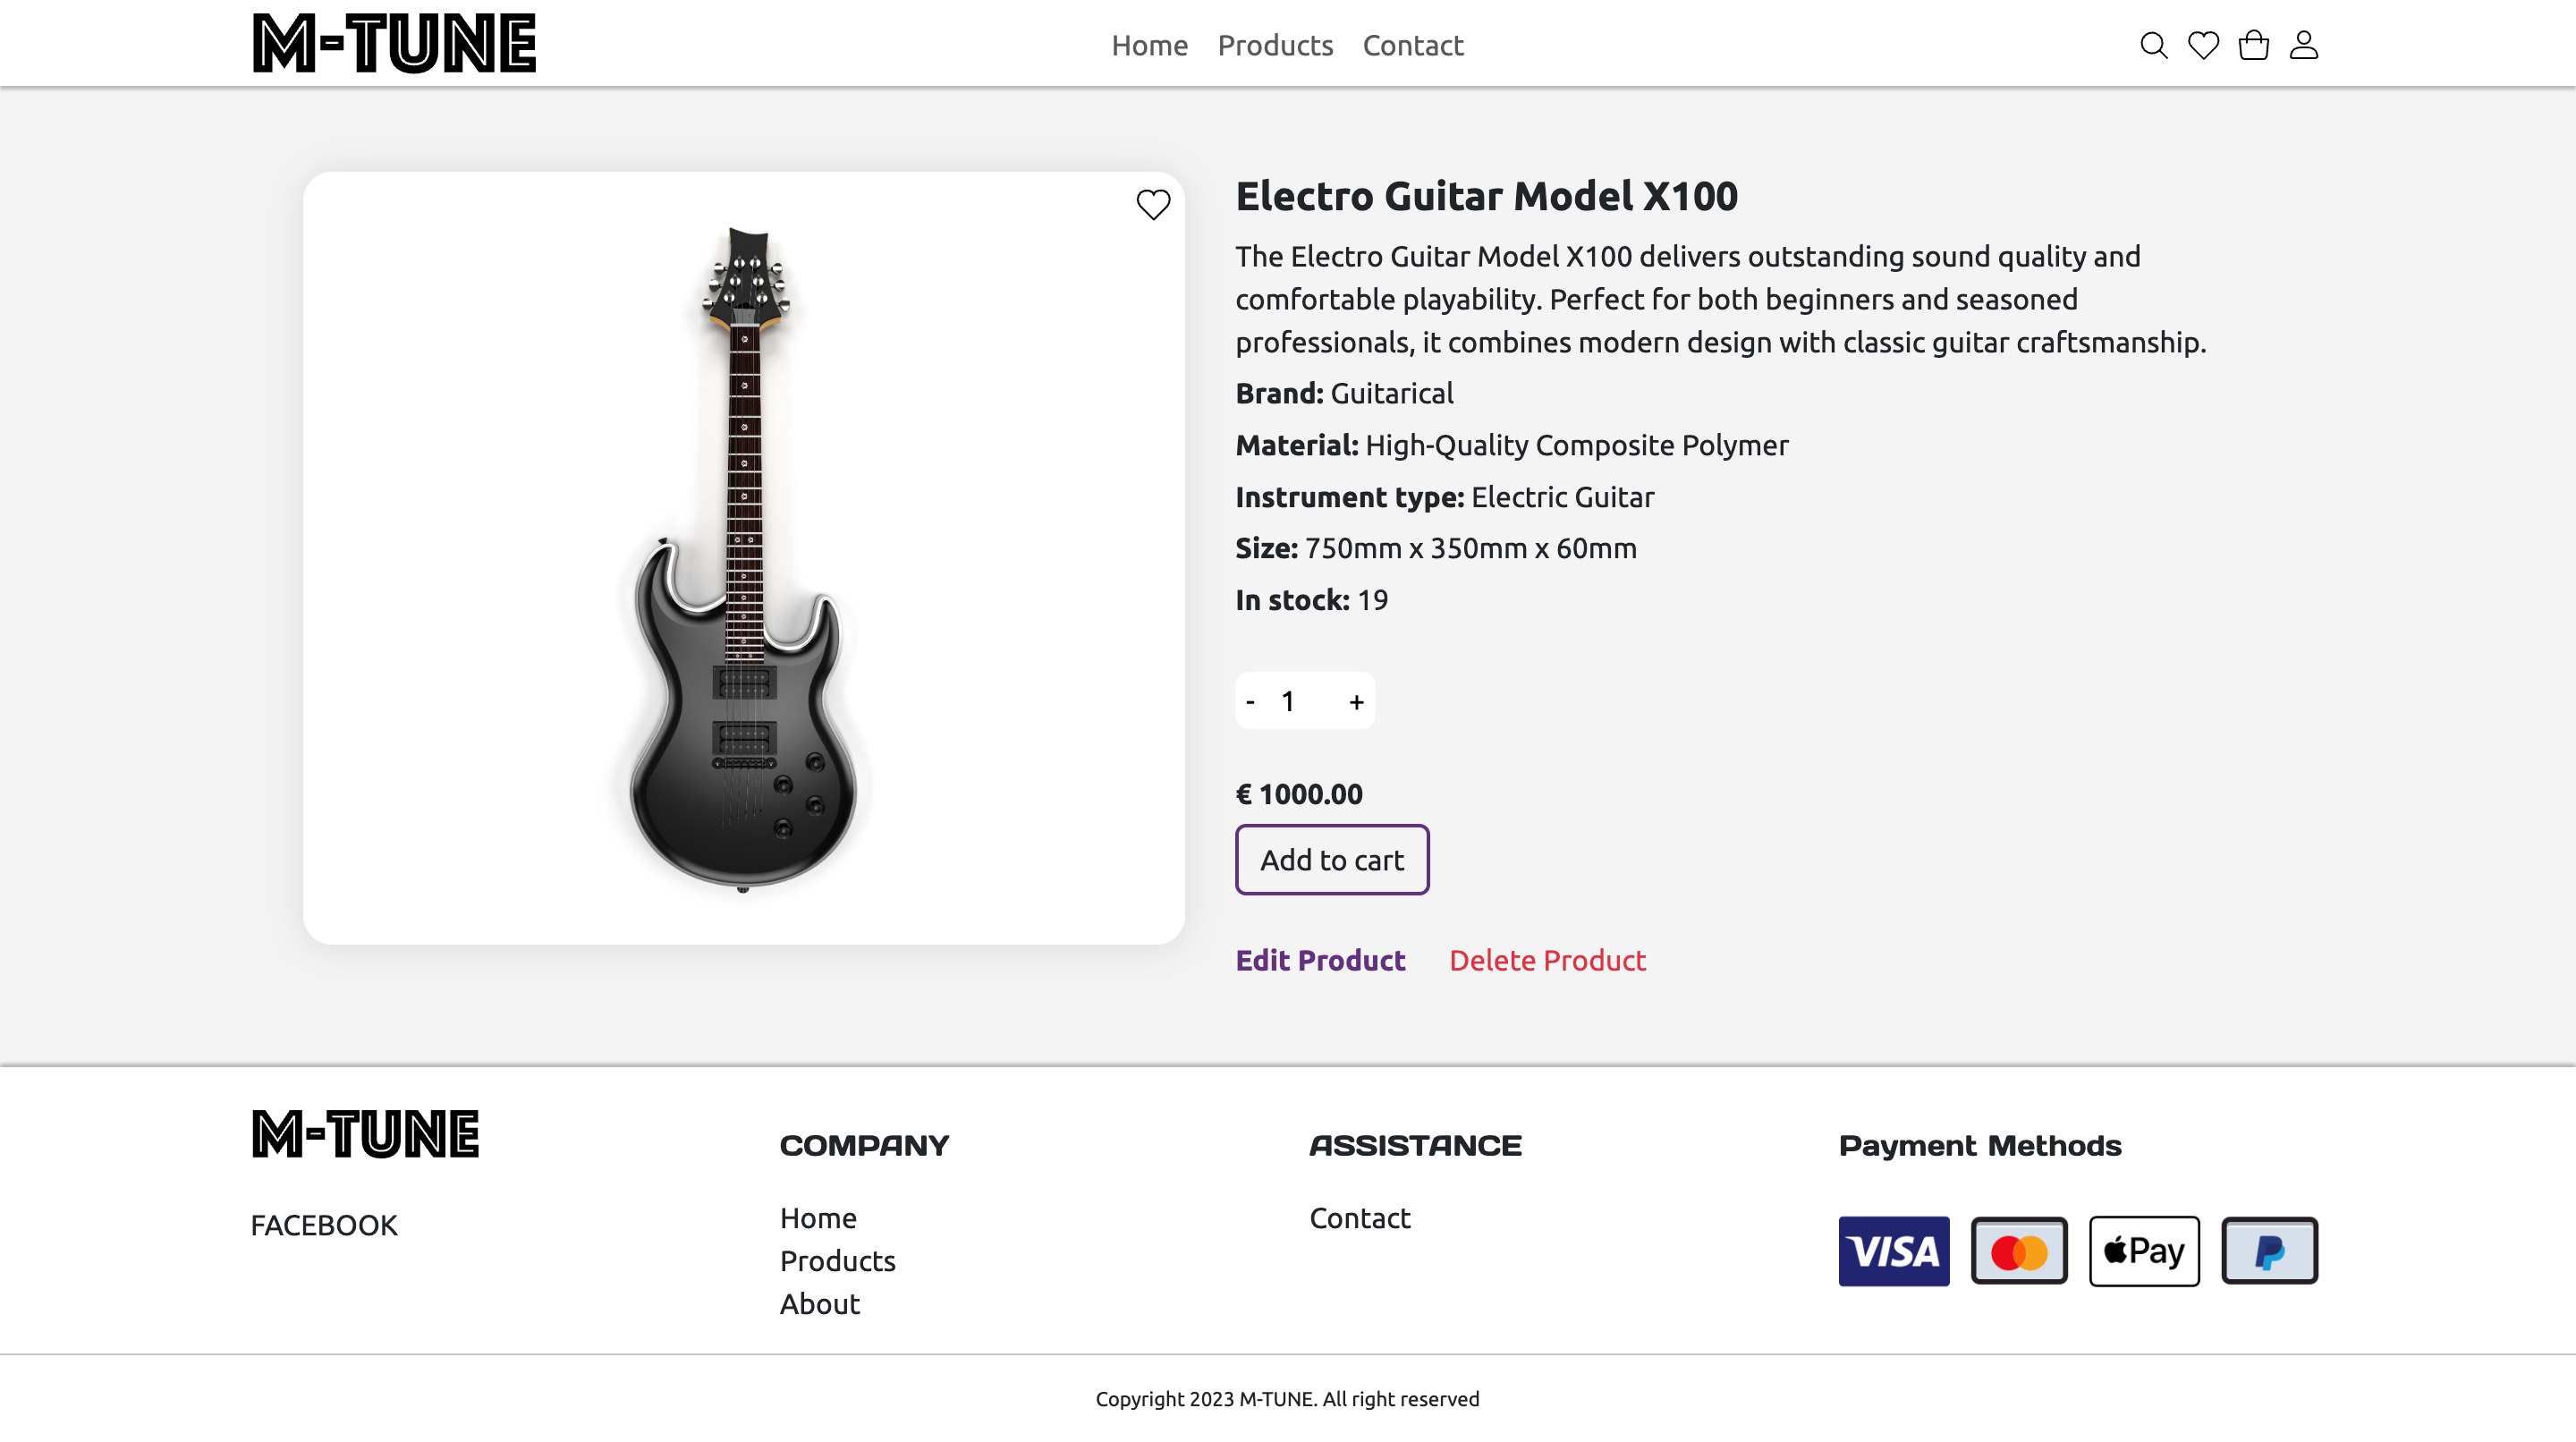 M-TUNE
Home Products Contact
Electro Guitar Model X100
The Electro Guitar Model X100 delivers outstanding sound quality and
comfortable playability. Perfect for both beginners and seasoned
professionals, it combines modern design with classic guitar craftsmanship.
Brand: Guitarical
Material: High-Quality Composite Polymer
Instrument type: Electric Guitar
Size: 750mm x 350mm x 60mm
In stock: 19
- 1 +
€ 1000.00
Add to cart
Edit Product Delete Product
M-TUNE
FACEBOOK
COMPANY
Home
Products
About
ASSISTANCE
Contact
Payment Methods
VISA Pay P
Copyright 2023 M-TUNE. All right reserved